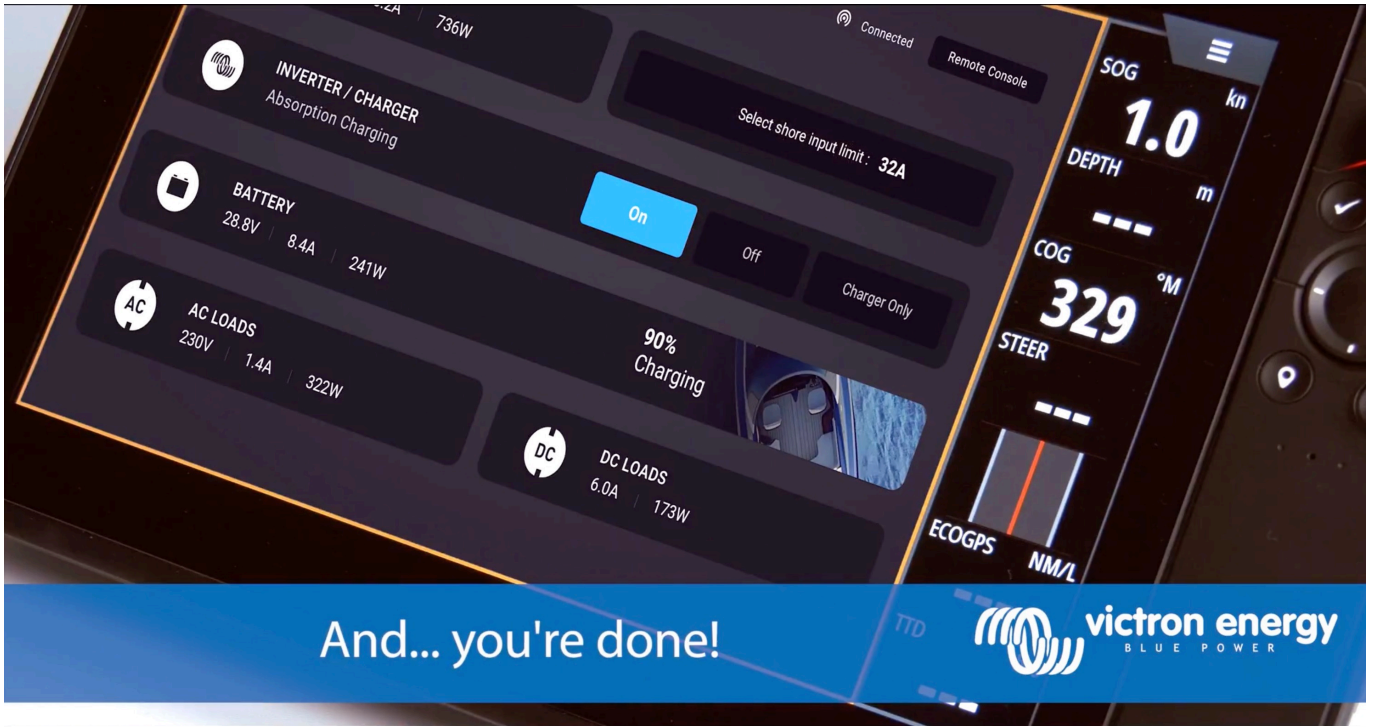 736W
Connected
Remote Console
INVERTER / CHARGER
Absorption Charging
Select shore input limit : 32A
On
Off
Charger Only
BATTERY
28.8V | 8.4A | 241W
90%
Charging
AC
AC LOADS
230V | 1.4A | 322W
DC
DC LOADS
6.0A | 173W
SOG
kn
1.0
DEPTH
m
---
COG
°M
329
STEER
---
ECOGPS
NM/L
---
TTD
---
And... you're done!
victron energy
BLUE POWER